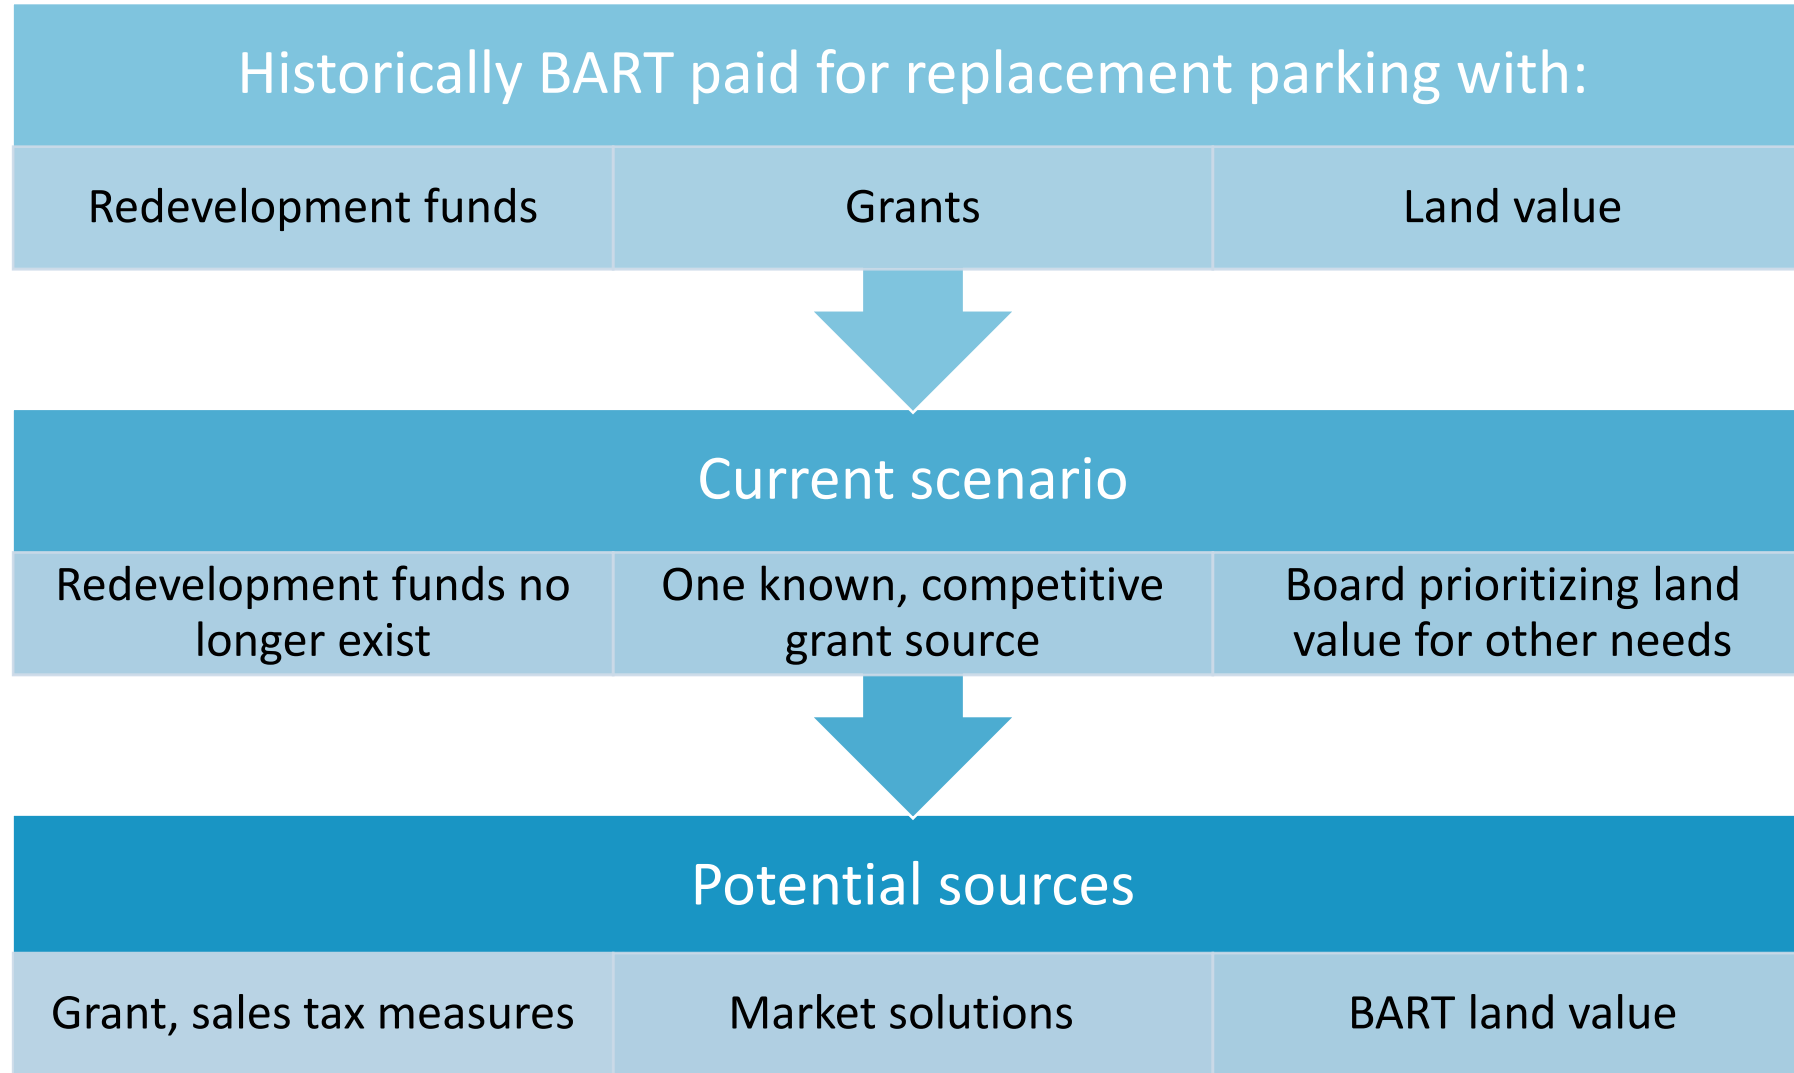 Historically BART paid for replacement parking with:
Redevelopment funds
Grants
Land value
Current scenario
Redevelopment funds no
longer exist
One known, competitive
grant source
Board prioritizing land
value for other needs
Potential sources
Grant, sales tax measures
Market solutions
BART land value